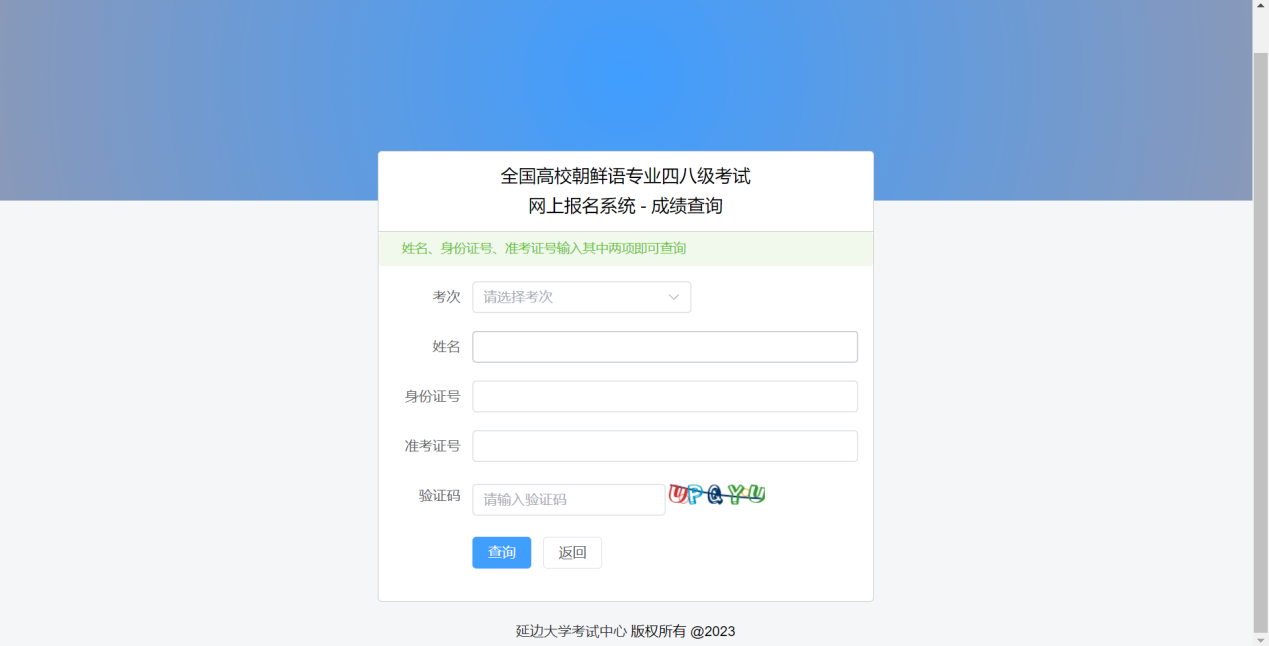 全国高校朝鲜语专业四八级考试
网上报名系统 - 成绩查询
姓名、身份证号、准考证号输入其中两项即可查询
考次 请选择考次
姓名
身份证号
准考证号
验证码 请输入验证码 UPQYU
查询 返回
延边大学考试中心 版权所有 @2023